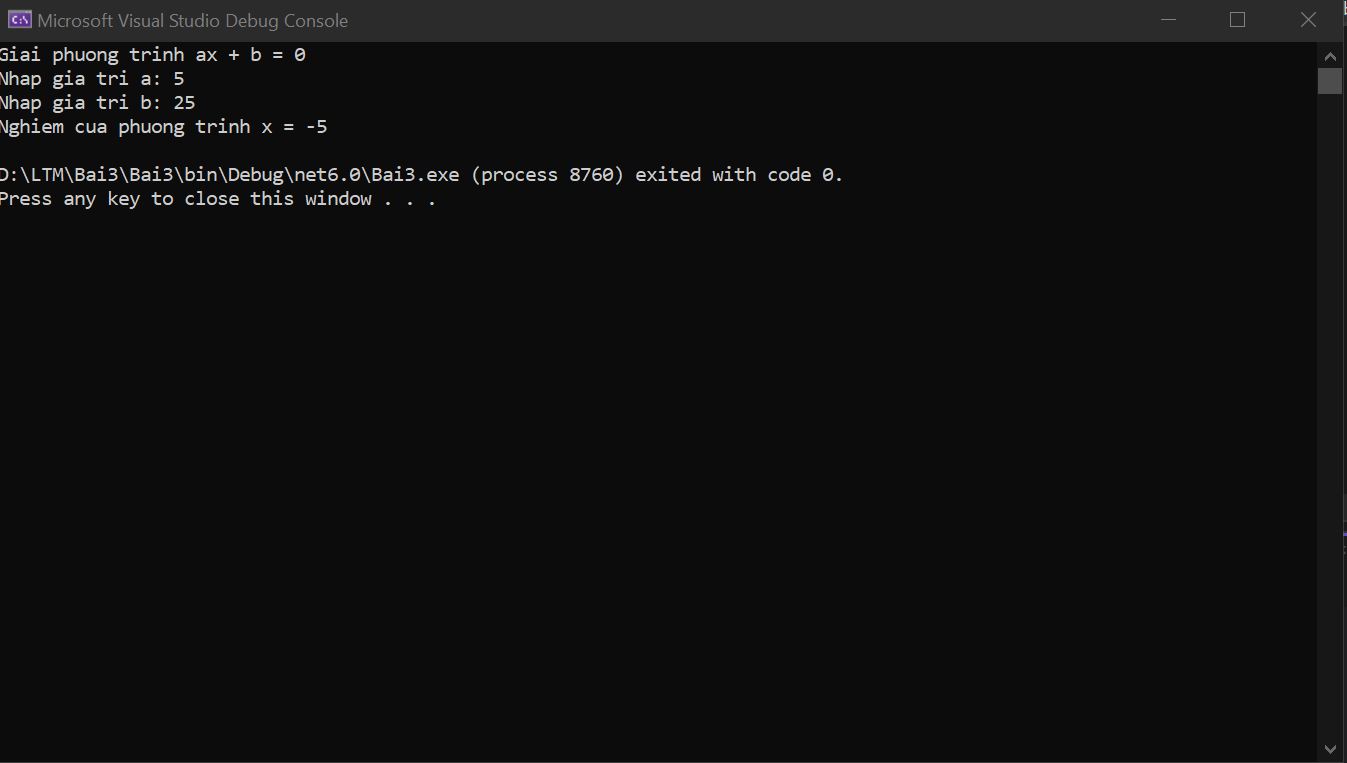 Microsoft Visual Studio Debug Console
Giai phuong trinh ax + b = 0
Nhap gia tri a: 5
Nhap gia tri b: 25
Nghiem cua phuong trinh x = -5
D:\LTM\Bai3\Bai3\bin\Debug\net6.0\Bai3.exe (process 8760) exited with code 0.
Press any key to close this window . . .